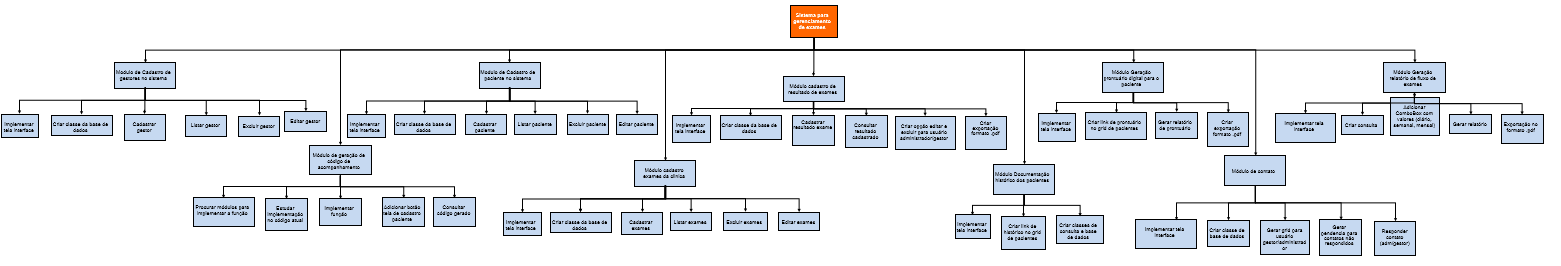 Sistema para
gerenciamento
de exames
Modulo de Cadastro de
gestores no sistema
Modulo de Cadastro de
paciente no sistema
Módulo cadastro de
resultado de exames
Módulo Geração
prontuário digital para o
paciente
Módulo Geração
relatório de fluxo de
exames
Implementar
tela interface
Criar classe da base de
dados
Cadastrar
gestor
Listar gestor
Excluir gestor
Editar gestor
Implementar
tela interface
Criar classe da base de
dados
Cadastrar
paciente
Listar paciente
Excluir paciente
Editar paciente
Implementar
tela interface
Criar classe da base de
dados
Cadastrar
resultado exame
Consultar
resultado
cadastrado
Criar opção editar e
excluir para usuário
administrador/gestor
Criar
exportação
formato .pdf
Implementar
tela interface
Criar link de prontuário
no grid de pacientes
Gerar relatório
de prontuário
Criar
exportação
formato .pdf
Implementar tela
interface
Criar consulta
Adicionar
ComboBox com
valores (diário,
semanal, mensal)
Gerar relatório
Exportação no
formato .pdf
Módulo de geração de
código de
acompanhamento
Módulo cadastro
exames da clínica
Módulo Documentação
histórico dos pacientes
Módulo de contato
Procurar módulos para
implementar a função
Estudar
implementação
no código atual
Implementar
função
Adicionar botão
tela de cadastro
paciente
Consultar
código gerado
Implementar
tela interface
Criar classe da base de
dados
Cadastrar
exames
Listar exames
Excluir exames
Editar exames
Implementar
tela interface
Criar link de
histórico no grid
de pacientes
Criar classes de
consulta e base
de dados
Implementar tela
interface
Criar classe de
base de dados
Gerar grid para
usuário
gestor/administrad
or
Gerar
pendencia para
contatos não
respondidos
Responder
contato
(adm/gestor)